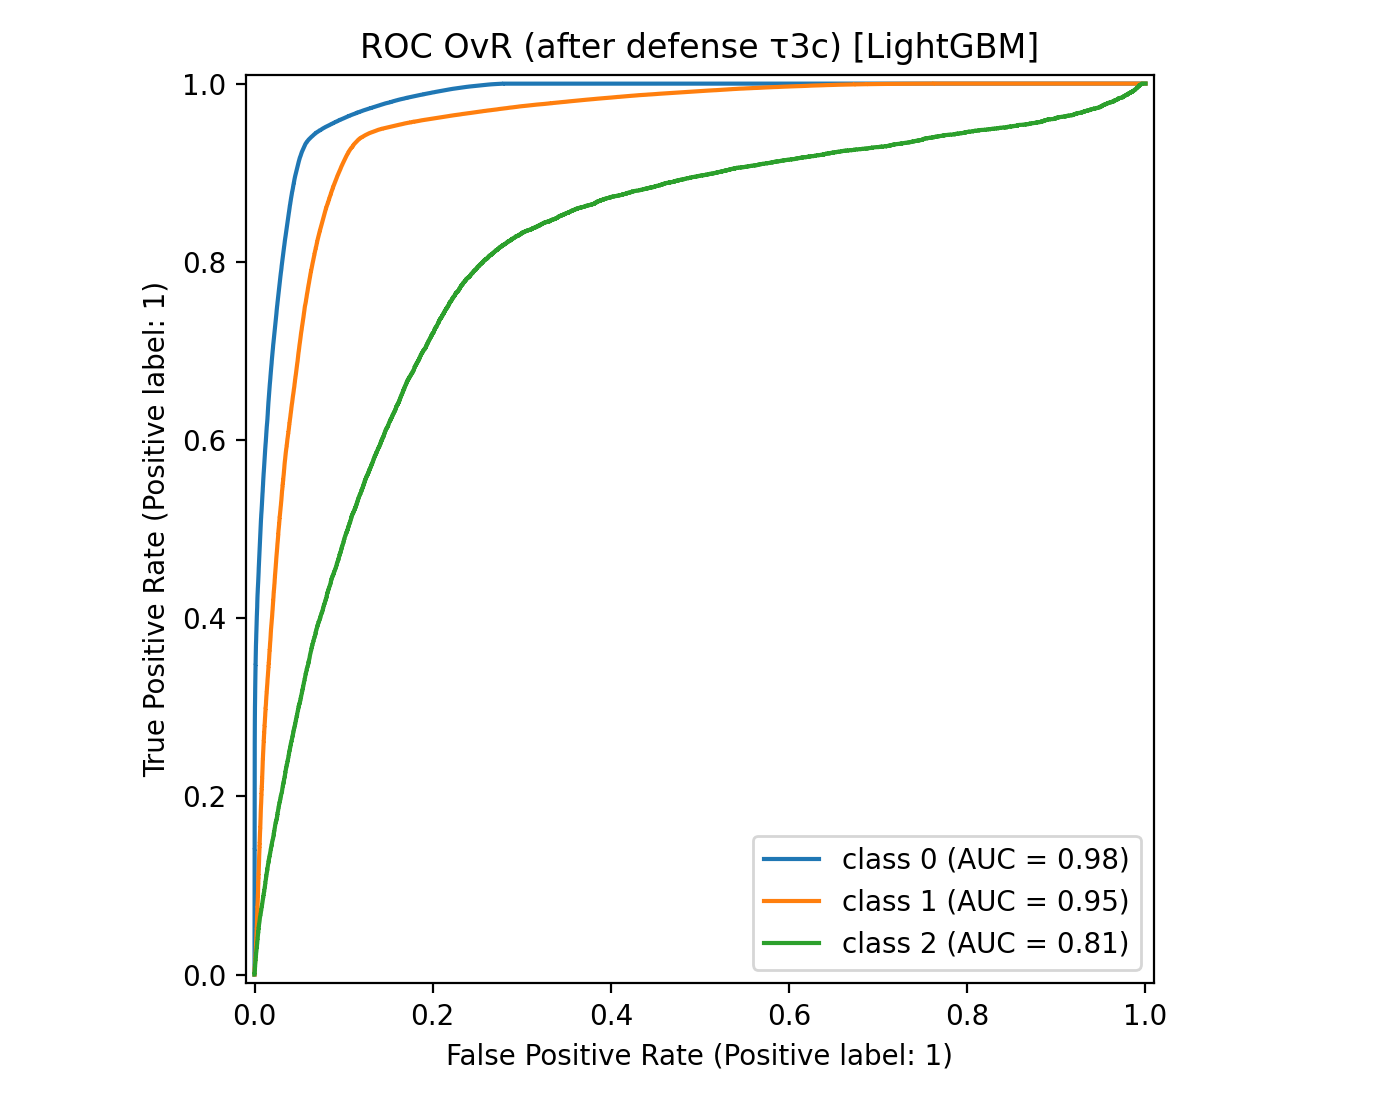 ROC OvR (after defense τ3c) [LightGBM]
True Positive Rate (Positive label: 1)
1.0
0.8
0.6
0.4
0.2
0.0
class 0 (AUC = 0.98)
class 1 (AUC = 0.95)
class 2 (AUC = 0.81)
0.0 0.2 0.4 0.6 0.8 1.0
False Positive Rate (Positive label: 1)